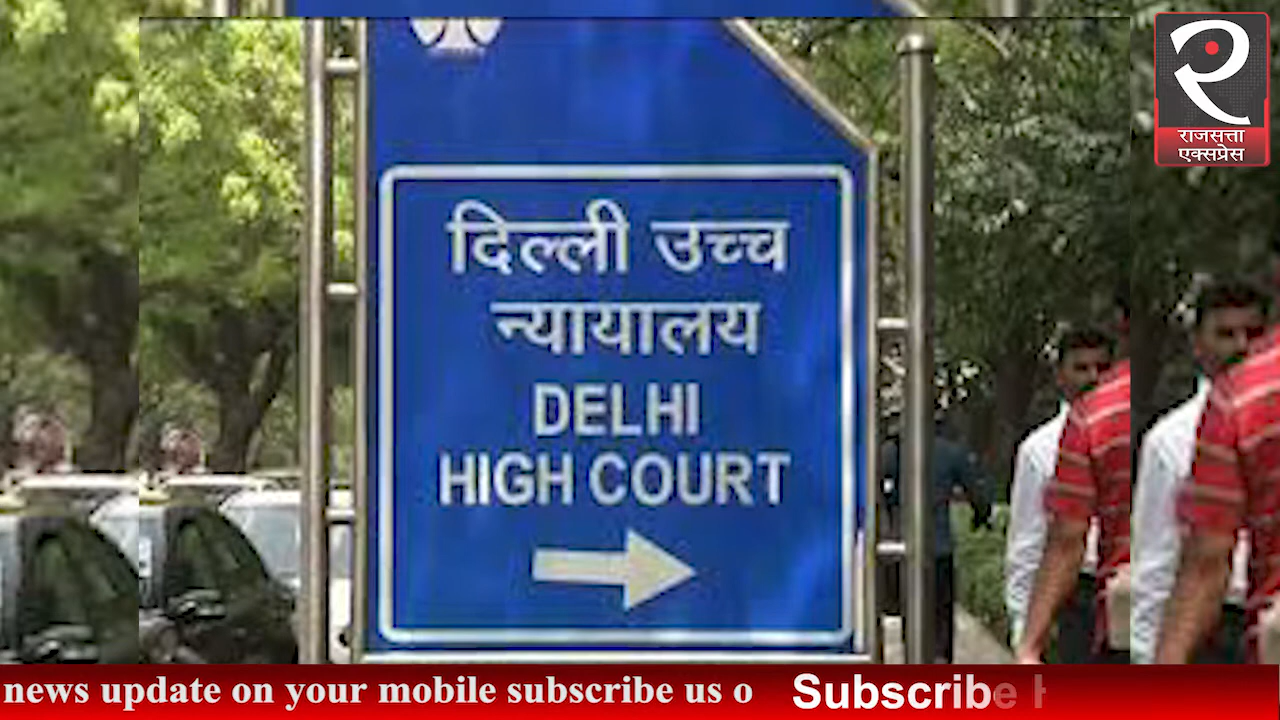 राजसत्ता
एक्सप्रेस
दिल्ली उच्च
न्यायालय
DELHI
HIGH COURT
news update on your mobile subscribe us o
Subscribe